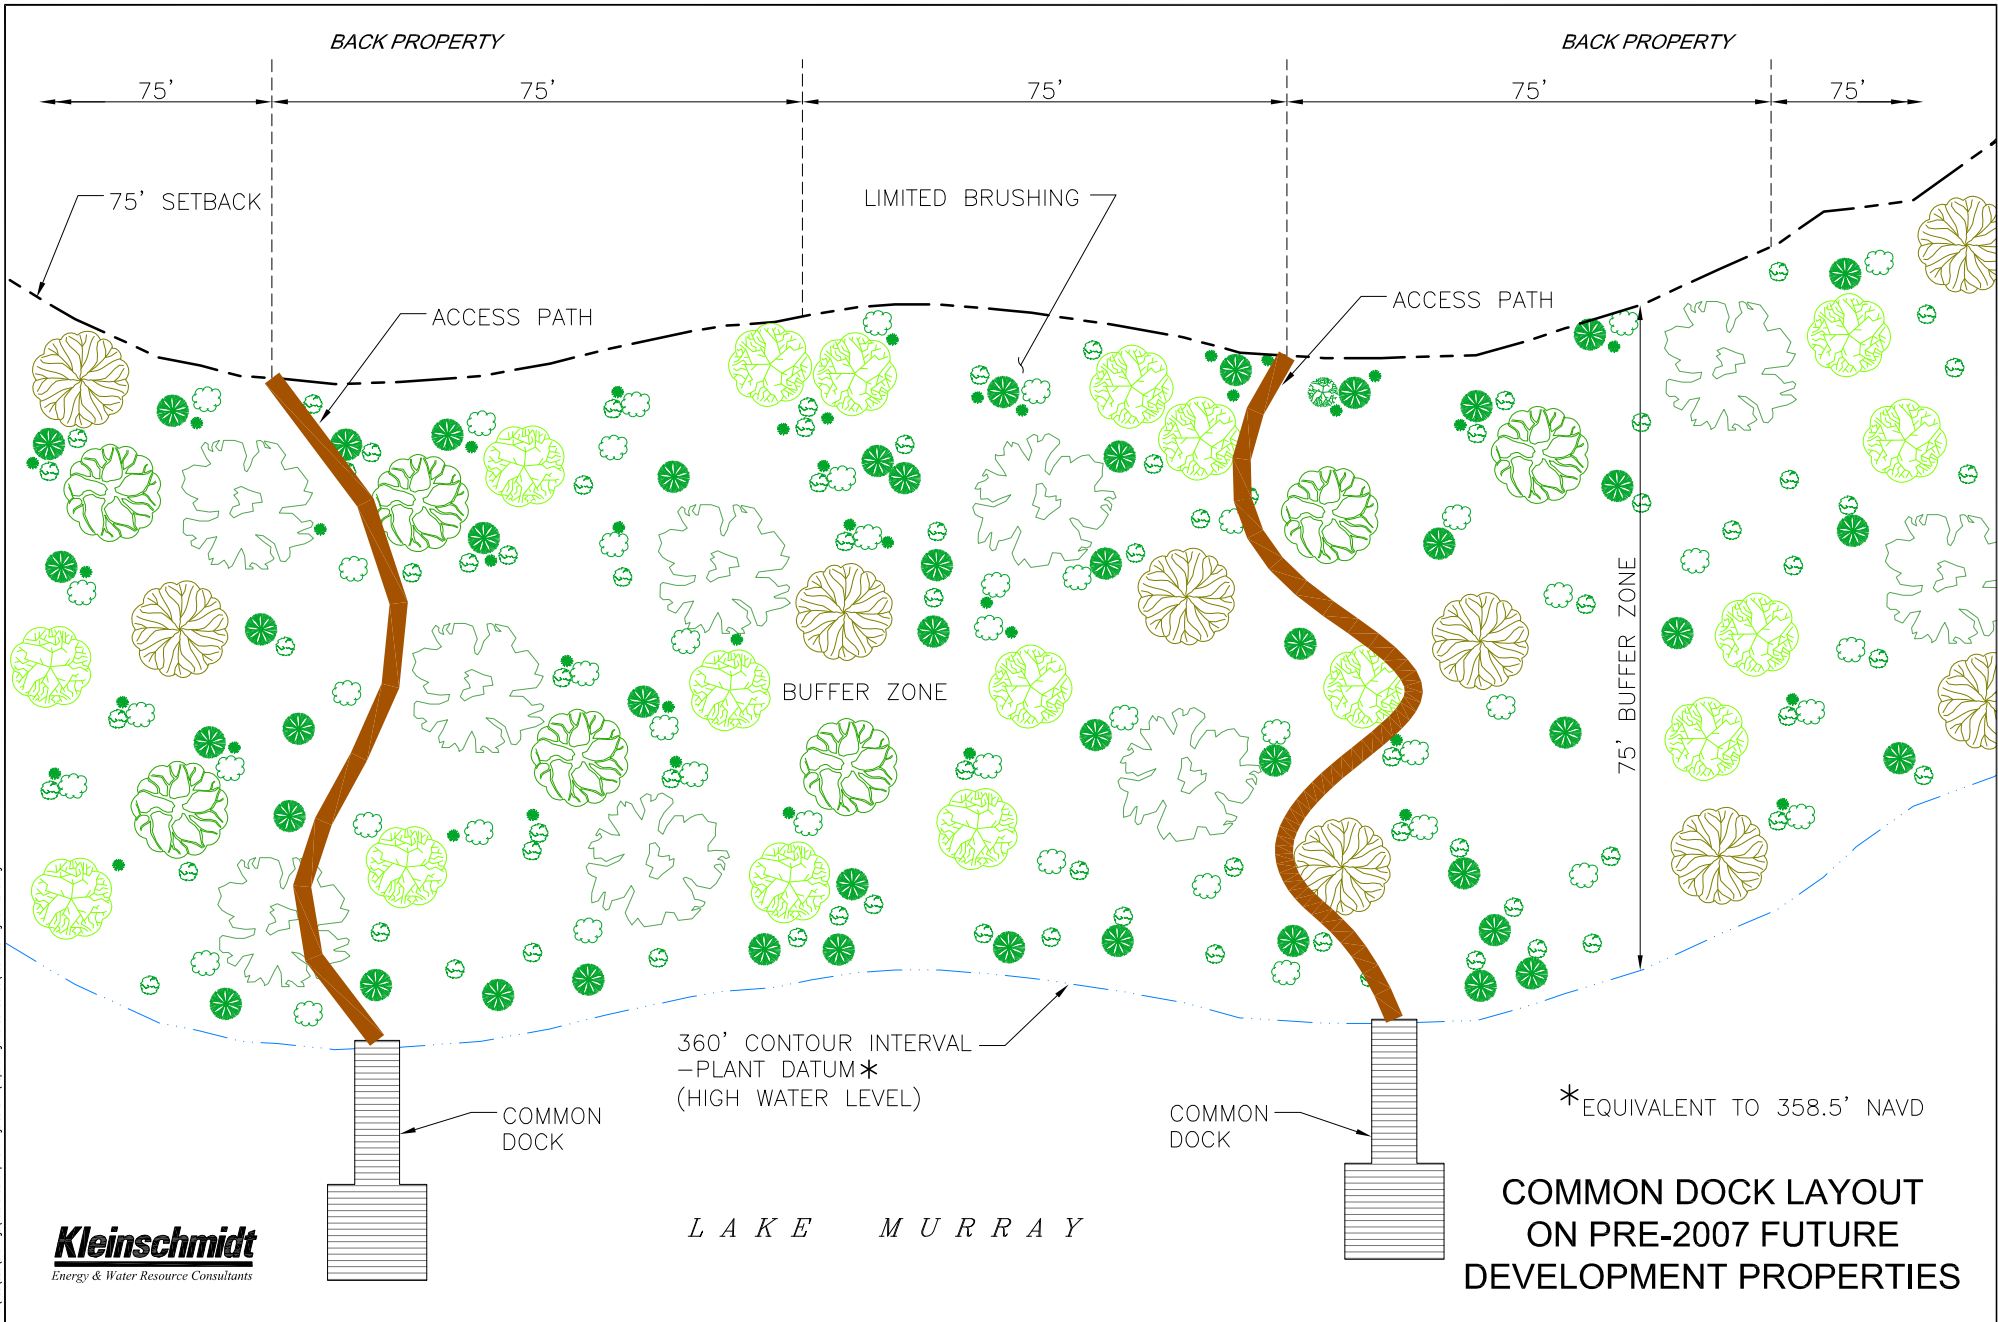 BACK PROPERTY
BACK PROPERTY
75'
75'
75'
75'
75'
75' SETBACK
LIMITED BRUSHING
ACCESS PATH
ACCESS PATH
75' BUFFER ZONE
BUFFER ZONE
360' CONTOUR INTERVAL
-PLANT DATUM*
(HIGH WATER LEVEL)
COMMON
DOCK
COMMON
DOCK
*EQUIVALENT TO 358.5' NAVD
LAKE MURRAY
COMMON DOCK LAYOUT
ON PRE-2007 FUTURE
DEVELOPMENT PROPERTIES
Kleinschmidt
Energy & Water Resource Consultants